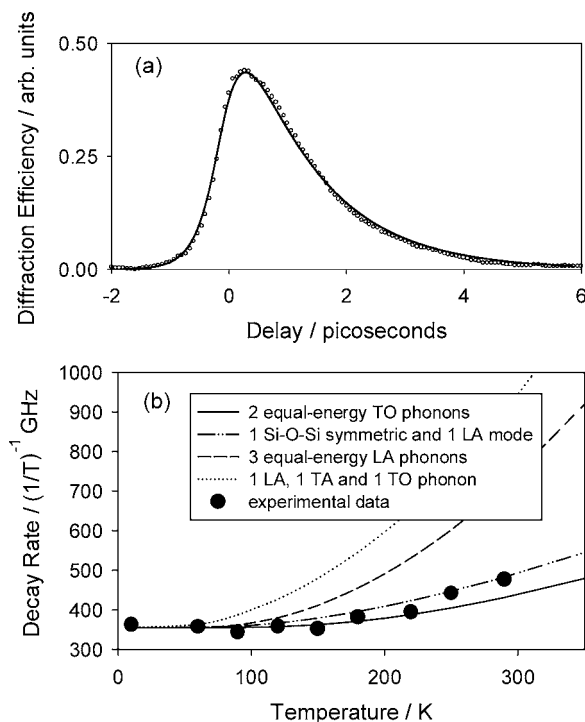 (a)
0.50
0.25
0.00
Diffraction Efficiency / arb. units
-2 0 2 4 6
Delay / picoseconds
(b)
1000
900
800
700
600
500
400
300
Decay Rate / (1/T)⁻¹ GHz
2 equal-energy TO phonons
1 Si-O-Si symmetric and 1 LA mode
3 equal-energy LA phonons
1 LA, 1 TA and 1 TO phonon
experimental data
0 100 200 300
Temperature / K